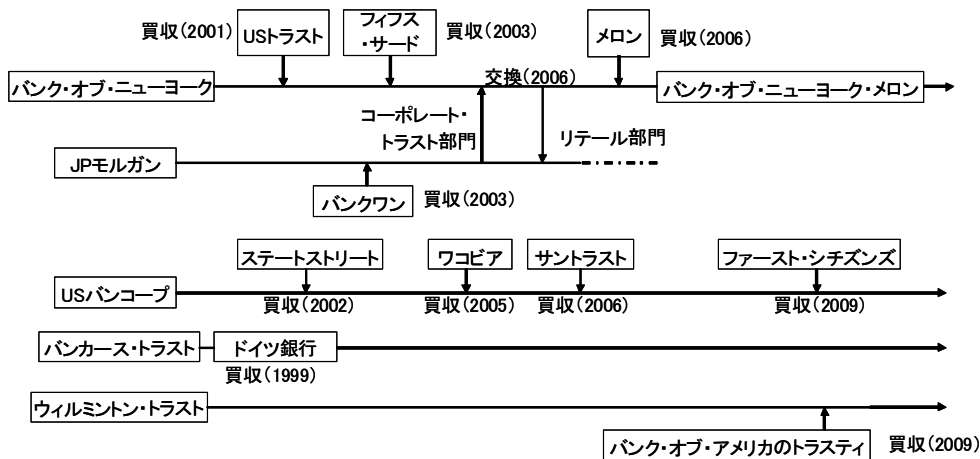 買収(2001)
USトラスト
フィフス
・サード
買収(2003)
メロン
買収(2006)
バンク・オブ・ニューヨーク
交換(2006)
バンク・オブ・ニューヨーク・メロン
コーポレート・
トラスト部門
リテール部門
JPモルガン
バンクワン
買収(2003)
ステートストリート
ワコビア
サントラスト
ファースト・シチズンズ
USバンコープ
買収(2002)
買収(2005)
買収(2006)
買収(2009)
バンカース・トラスト
ドイツ銀行
買収(1999)
ウィルミントン・トラスト
バンク・オブ・アメリカのトラスティ
買収(2009)